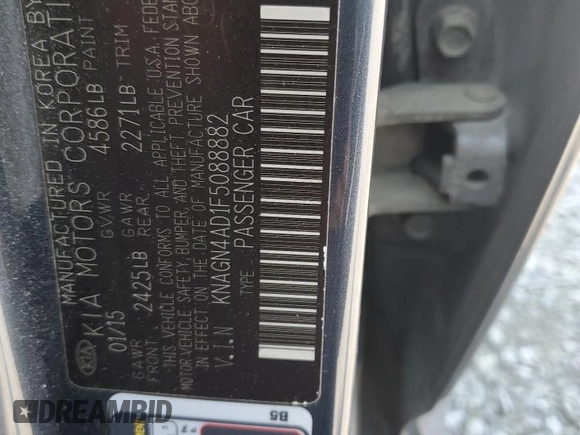 MANUFACTURED IN KOREA BY
KIA MOTORS CORPORATI
01/15 GVWR 4586LB PAINT
GAWR FRONT 2425LB GAWR REAR 2271LB TRIM
THIS VEHICLE CONFORMS TO ALL APPLICABLE U.S.A. FEDE
MOTOR VEHICLE SAFETY BUMPER AND THEFT PREVENTION STAN
IN EFFECT ON THE DATE OF MANUFACTURE SHOWN ABO
V.I.N KNAGN4AD1F5088882
TYPE PASSENGER CAR
B5
DREAMBID